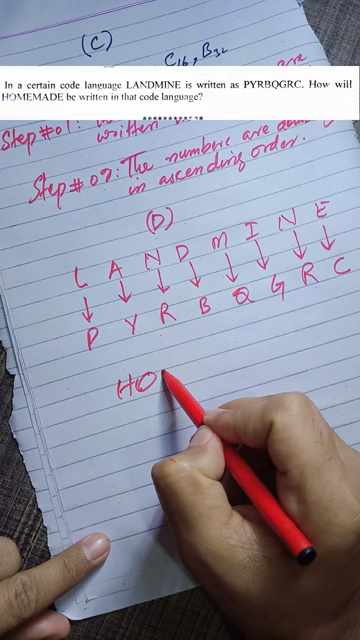 (C)
C16, B32
In a certain code language LANDMINE is written as PYRBQGRC. How will
HOMEMADE be written in that code language?
************
are
Step #01:
written
Step #02: The numbers are
in ascending order.
(D)
L A N D M I N E
P Y R B Q G R C
HO